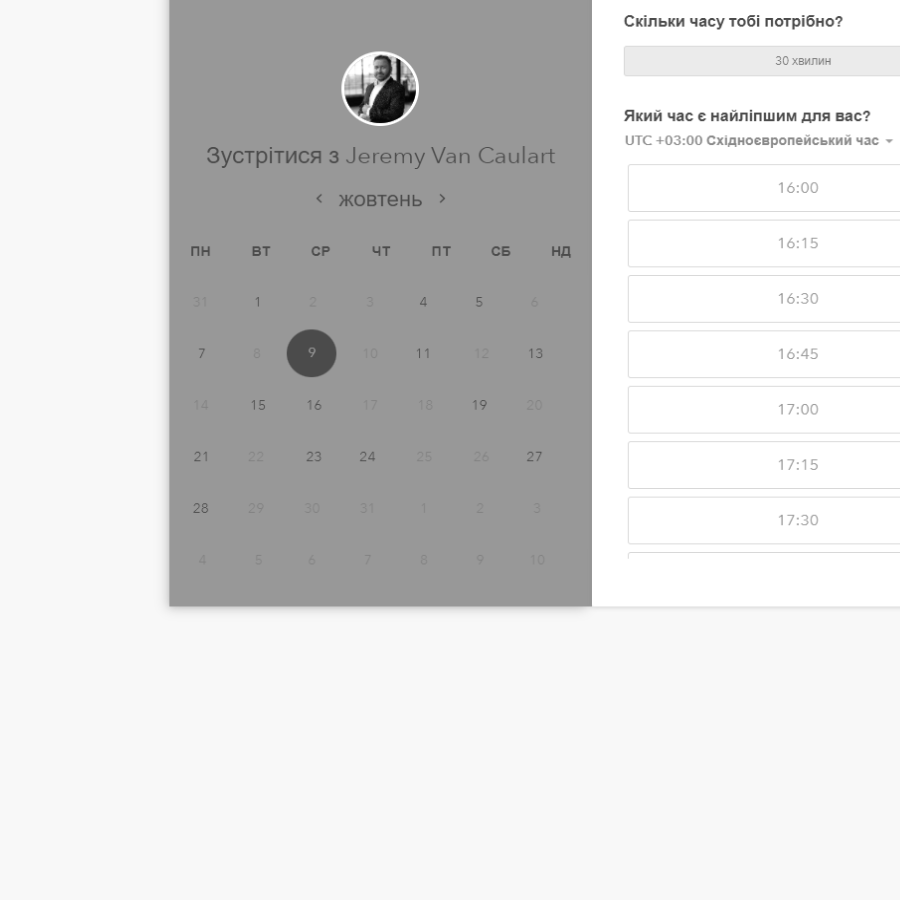 Зустрітися з Jeremy Van Caulart
жовтень
ПН ВТ СР ЧТ ПТ СБ НД
31 1 2 3 4 5 6
7 8 9 10 11 12 13
14 15 16 17 18 19 20
21 22 23 24 25 26 27
28 29 30 31 1 2 3
4 5 6 7 8 9 10
Скільки часу тобі потрібно?
30 хвилин
Який час є найліпшим для вас?
UTC +03:00 Східноєвропейський час
16:00
16:15
16:30
16:45
17:00
17:15
17:30